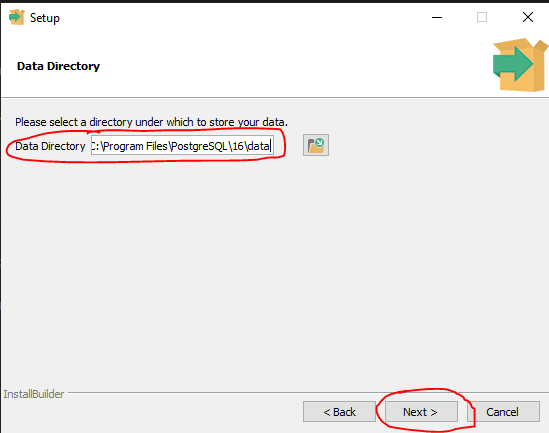 Setup
Data Directory
Please select a directory under which to store your data.
Data Directory C:\Program Files\PostgreSQL\16\data
InstallBuilder
< Back Next > Cancel